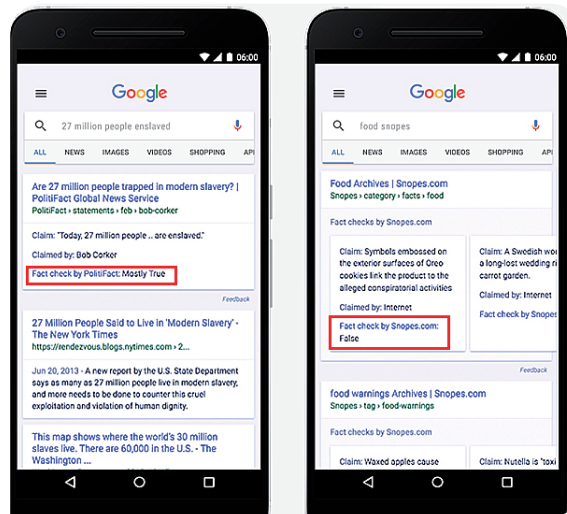 06:00
Google
27 million people enslaved
ALL NEWS IMAGES VIDEOS SHOPPING AP
Are 27 million people trapped in modern slavery? |
PolitiFact Global News Service
PolitiFact › statements › feb › bob-corker
Claim: "Today, 27 million people .. are enslaved."
Claimed by: Bob Corker
Fact check by PolitiFact: Mostly True
Feedback
27 Million People Said to Live in 'Modern Slavery' -
The New York Times
https://rendezvous.blogs.nytimes.com › 2...
Jun 20, 2013 - A new report by the U.S. State Department
says as many as 27 million people live in modern slavery,
and more needs to be done to counter this cruel
exploitation and violation of human dignity.
This map shows where the world's 30 million
slaves live. There are 60,000 in the U.S. - The
Washington ...
06:00
Google
food snopes
ALL NEWS IMAGES VIDEOS SHOPPING AP
Food Archives | Snopes.com
Snopes › category › facts › food
Fact checks by Snopes.com
Claim: Symbols embossed on
the exterior surfaces of Oreo
cookies link the product to the
alleged conspiratorial activities
Claimed by: Internet
Fact check by Snopes.com:
False
Claim: A Swedish wo
a long-lost wedding ri
carrot garden.
Claimed by: Internet
Fact check by Snopes
Feedback
food warnings Archives | Snopes.com
Snopes › tag › food-warnings
Fact checks by Snopes.com
Claim: Waxed apples cause
Claim: Nutella is "toxi